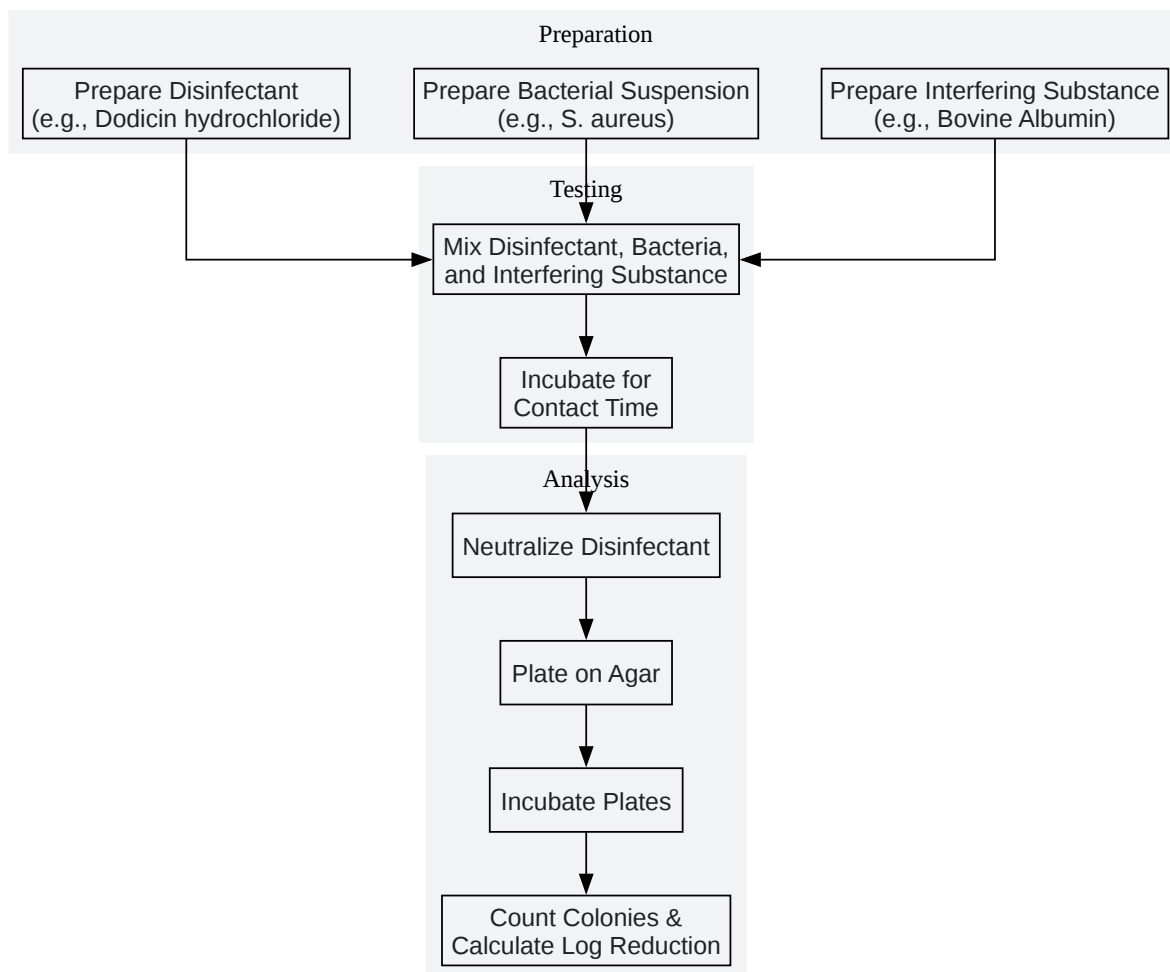 Preparation
Prepare Disinfectant
(e.g., Dodicin hydrochloride)
Prepare Bacterial Suspension
(e.g., S. aureus)
Prepare Interfering Substance
(e.g., Bovine Albumin)
Testing
Mix Disinfectant, Bacteria,
and Interfering Substance
Incubate for
Contact Time
Analysis
Neutralize Disinfectant
Plate on Agar
Incubate Plates
Count Colonies &
Calculate Log Reduction